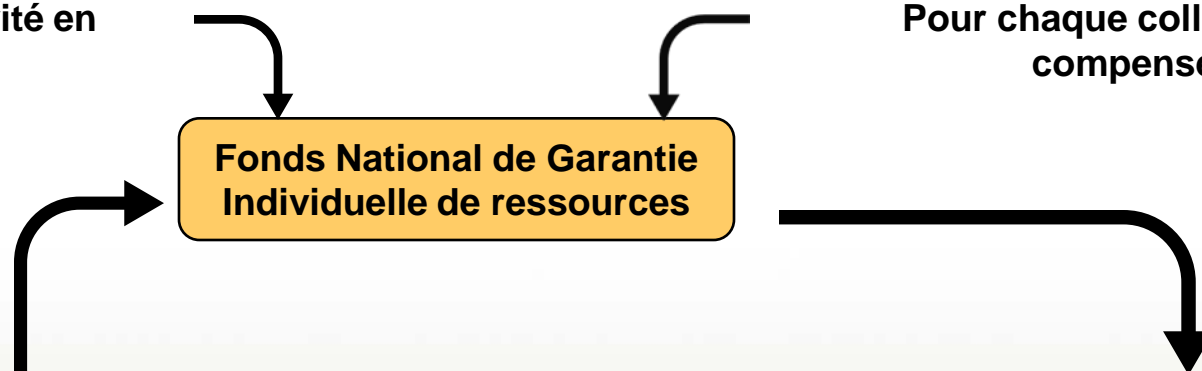 ité en
Pour chaque coll
compens
Fonds National de Garantie
Individuelle de ressources